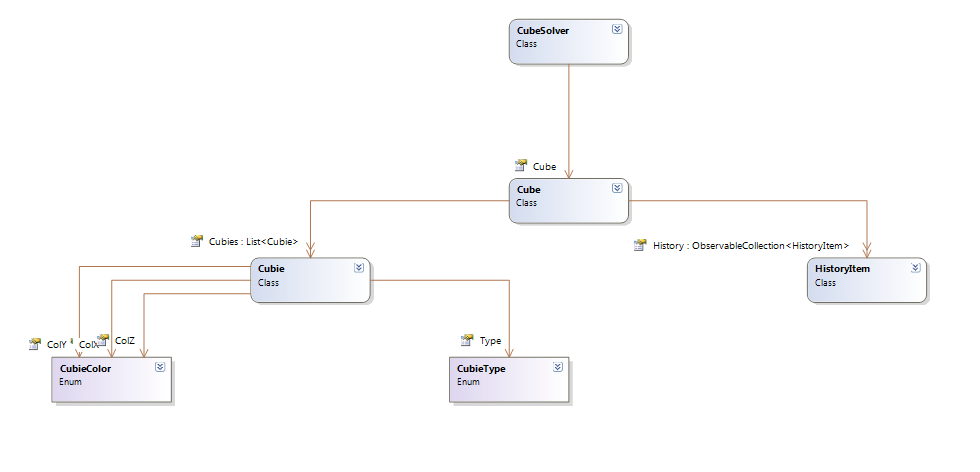 CubeSolver
Class
Cube
Cube
Class
Cubies : List<Cubie>
History : ObservableCollection<HistoryItem>
Cubie
Class
HistoryItem
Class
ColY ColX ColZ
Type
CubieColor
Enum
CubieType
Enum